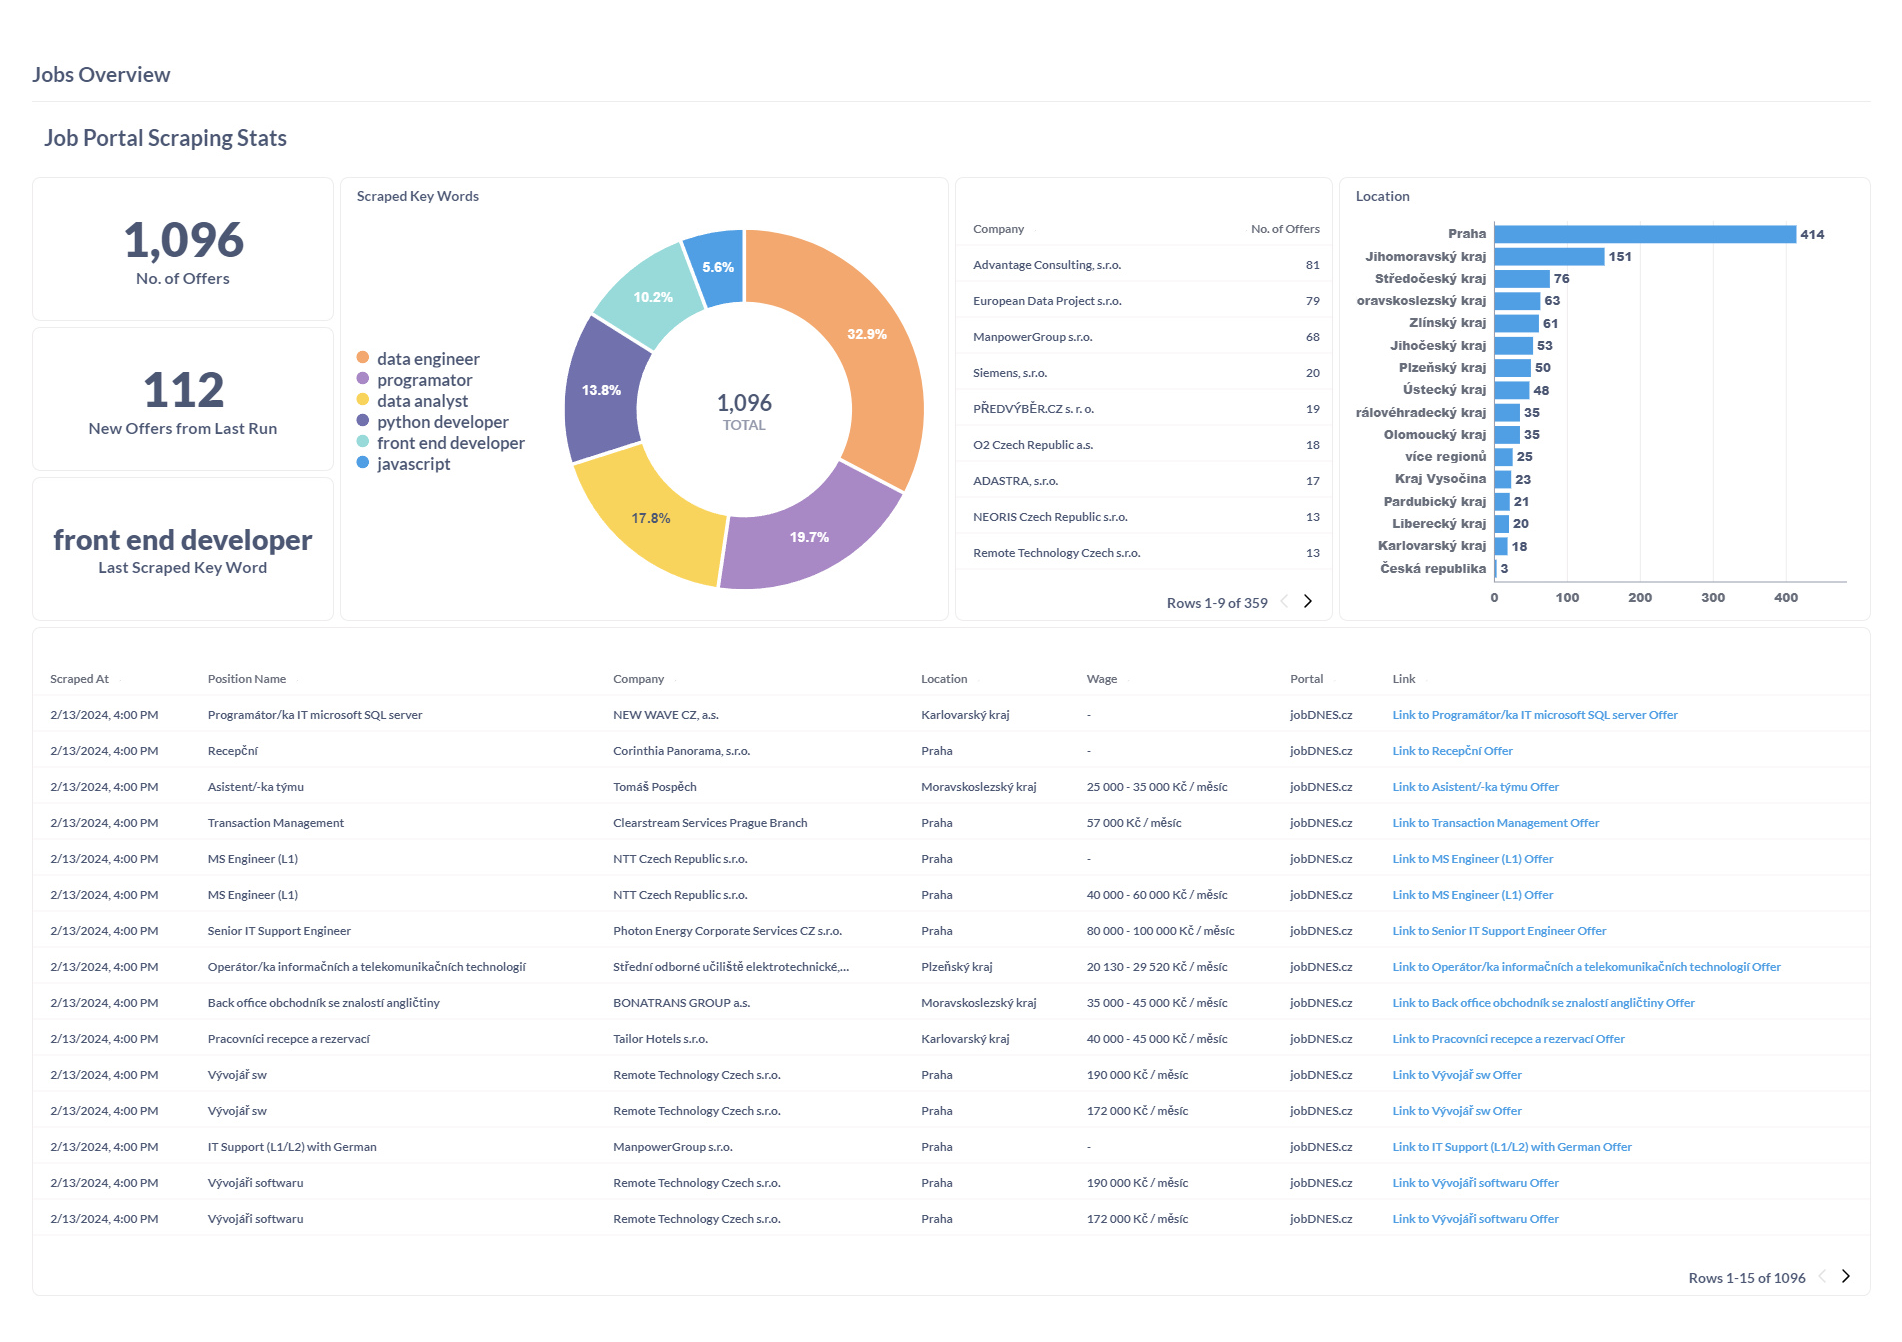 Jobs Overview
Job Portal Scraping Stats
1,096
No. of Offers
112
New Offers from Last Run
front end developer
Last Scraped Key Word
Scraped Key Words
data engineer
programator
data analyst
python developer
front end developer
javascript
5.6%
10.2%
32.9%
13.8%
17.8%
19.7%
1,096
TOTAL
Company No. of Offers
Advantage Consulting, s.r.o. 81
European Data Project s.r.o. 79
ManpowerGroup s.r.o. 68
Siemens, s.r.o. 20
PŘEDVÝBĚR.CZ s. r. o. 19
O2 Czech Republic a.s. 18
ADASTRA, s.r.o. 17
NEORIS Czech Republic s.r.o. 13
Remote Technology Czech s.r.o. 13
Rows 1-9 of 359
Location
Praha 414
Jihomoravský kraj 151
Středočeský kraj 76
oravskoslezský kraj 63
Zlínský kraj 61
Jihočeský kraj 53
Plzeňský kraj 50
Ústecký kraj 48
rálovéhradecký kraj 35
Olomoucký kraj 35
více regionů 25
Kraj Vysočina 23
Pardubický kraj 21
Liberecký kraj 20
Karlovarský kraj 18
Česká republika 3
0 100 200 300 400
Scraped At Position Name Company Location Wage Portal Link
2/13/2024, 4:00 PM Programátor/ka IT microsoft SQL server NEW WAVE CZ, a.s. Karlovarský kraj - jobDNES.cz Link to Programátor/ka IT microsoft SQL server Offer
2/13/2024, 4:00 PM Recepční Corinthia Panorama, s.r.o. Praha - jobDNES.cz Link to Recepční Offer
2/13/2024, 4:00 PM Asistent/-ka týmu Tomáš Pospěch Moravskoslezský kraj 25 000 - 35 000 Kč / měsíc jobDNES.cz Link to Asistent/-ka týmu Offer
2/13/2024, 4:00 PM Transaction Management Clearstream Services Prague Branch Praha 57 000 Kč / měsíc jobDNES.cz Link to Transaction Management Offer
2/13/2024, 4:00 PM MS Engineer (L1) NTT Czech Republic s.r.o. Praha - jobDNES.cz Link to MS Engineer (L1) Offer
2/13/2024, 4:00 PM MS Engineer (L1) NTT Czech Republic s.r.o. Praha 40 000 - 60 000 Kč / měsíc jobDNES.cz Link to MS Engineer (L1) Offer
2/13/2024, 4:00 PM Senior IT Support Engineer Photon Energy Corporate Services CZ s.r.o. Praha 80 000 - 100 000 Kč / měsíc jobDNES.cz Link to Senior IT Support Engineer Offer
2/13/2024, 4:00 PM Operátor/ka informačních a telekomunikačních technologií Střední odborné učiliště elektrotechnické,... Plzeňský kraj 20 130 - 29 520 Kč / měsíc jobDNES.cz Link to Operátor/ka informačních a telekomunikačních technologií Offer
2/13/2024, 4:00 PM Back office obchodník se znalostí angličtiny BONATRANS GROUP a.s. Moravskoslezský kraj 35 000 - 45 000 Kč / měsíc jobDNES.cz Link to Back office obchodník se znalostí angličtiny Offer
2/13/2024, 4:00 PM Pracovníci recepce a rezervací Tailor Hotels s.r.o. Karlovarský kraj 40 000 - 45 000 Kč / měsíc jobDNES.cz Link to Pracovníci recepce a rezervací Offer
2/13/2024, 4:00 PM Vývojář sw Remote Technology Czech s.r.o. Praha 190 000 Kč / měsíc jobDNES.cz Link to Vývojář sw Offer
2/13/2024, 4:00 PM Vývojář sw Remote Technology Czech s.r.o. Praha 172 000 Kč / měsíc jobDNES.cz Link to Vývojář sw Offer
2/13/2024, 4:00 PM IT Support (L1/L2) with German ManpowerGroup s.r.o. Praha - jobDNES.cz Link to IT Support (L1/L2) with German Offer
2/13/2024, 4:00 PM Vývojáři softwaru Remote Technology Czech s.r.o. Praha 190 000 Kč / měsíc jobDNES.cz Link to Vývojáři softwaru Offer
2/13/2024, 4:00 PM Vývojáři softwaru Remote Technology Czech s.r.o. Praha 172 000 Kč / měsíc jobDNES.cz Link to Vývojáři softwaru Offer
Rows 1-15 of 1096